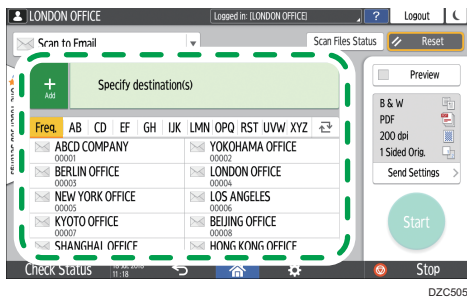 LONDON OFFICE Logged in: [LONDON OFFICE] ? Logout
Scan to Email Scan Files Status Reset
+ Add Specify destination(s)
Preview
Freq. AB CD EF GH IJK LMN OPQ RST UVW XYZ
B & W
PDF
200 dpi
1 Sided Orig.
Send Settings
ABCD COMPANY
00001
YOKOHAMA OFFICE
00002
BERLIN OFFICE
00003
LONDON OFFICE
00004
NEW YORK OFFICE
00005
LOS ANGELES
00006
KYOTO OFFICE
00007
BEIJING OFFICE
00008
SHANGHAI OFFICE
HONG KONG OFFICE
Start
Check Status 11:18 Stop
DZC505